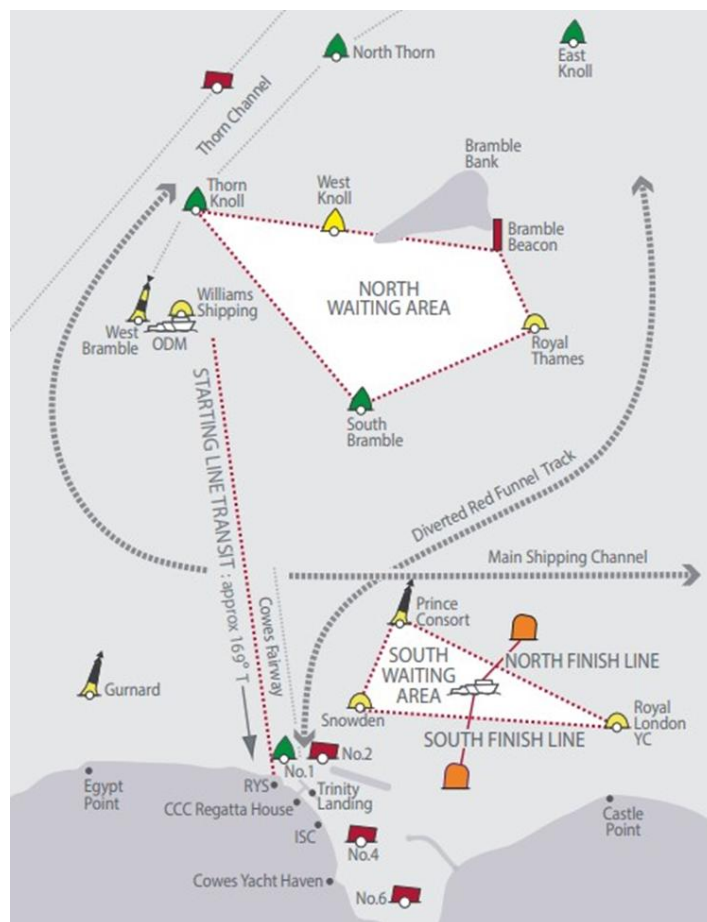 North Thorn
East
Knoll
Thorn Channel
Bramble
Bank
Thorn
Knoll
West
Knoll
Bramble
Beacon
NORTH
WAITING AREA
Williams
Shipping
West
Bramble
ODM
Royal
Thames
South
Bramble
STARTING LINE TRANSIT : approx 169° T
Diverted Red Funnel Track
Main Shipping Channel
Cowes Fairway
Prince
Consort
SOUTH
WAITING
AREA
NORTH FINISH LINE
Gurnard
Snowden
SOUTH FINISH LINE
Royal
London
YC
No.1
No.2
RYS
Egypt
Point
Trinity
Landing
CCC Regatta House
ISC
Castle
Point
No.4
Cowes Yacht Haven
No.6